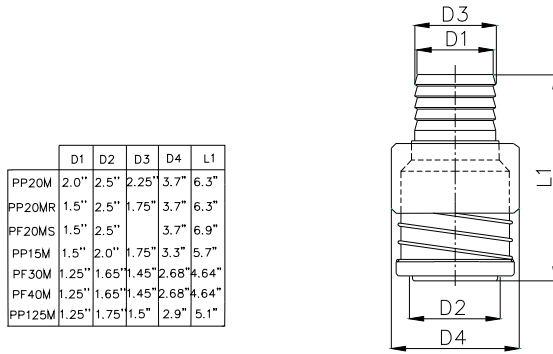 D1 D2 D3 D4 L1
PP20M 2.0" 2.5" 2.25" 3.7" 6.3"
PP20MR 1.5" 2.5" 1.75" 3.7" 6.3"
PF20MS 1.5" 2.5" 3.7" 6.9"
PP15M 1.5" 2.0" 1.75" 3.3" 5.7"
PF30M 1.25" 1.65" 1.45" 2.68" 4.64"
PF40M 1.25" 1.65" 1.45" 2.68" 4.64"
PP125M 1.25" 1.75" 1.5" 2.9" 5.1"
D3
D1
L1
D2
D4